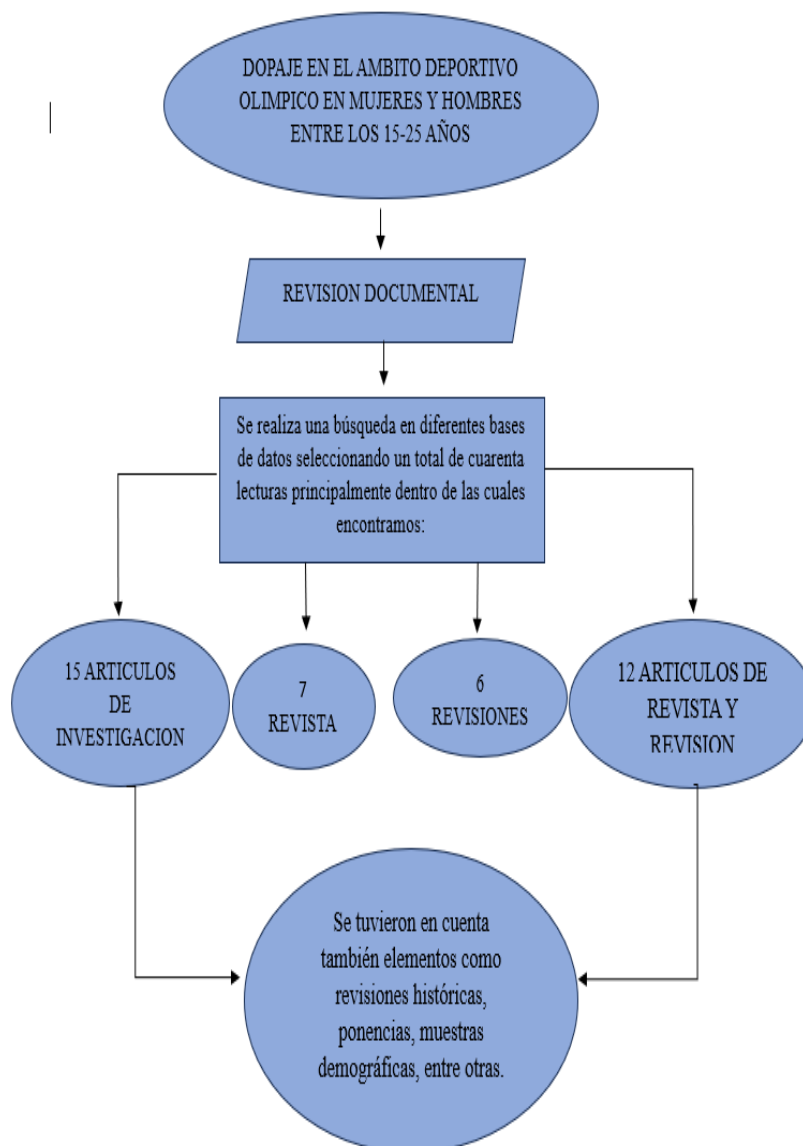 DOPAJE EN EL AMBITO DEPORTIVO
OLIMPICO EN MUJERES Y HOMBRES
ENTRE LOS 15-25 AÑOS
REVISION DOCUMENTAL
Se realiza una búsqueda en diferentes bases
de datos seleccionando un total de cuarenta
lecturas principalmente dentro de las cuales
encontramos:
15 ARTICULOS
DE
INVESTIGACION
7
REVISTA
6
REVISIONES
12 ARTICULOS DE
REVISTA Y
REVISION
Se tuvieron en cuenta
también elementos como
revisiones históricas,
ponencias, muestras
demográficas, entre otras.